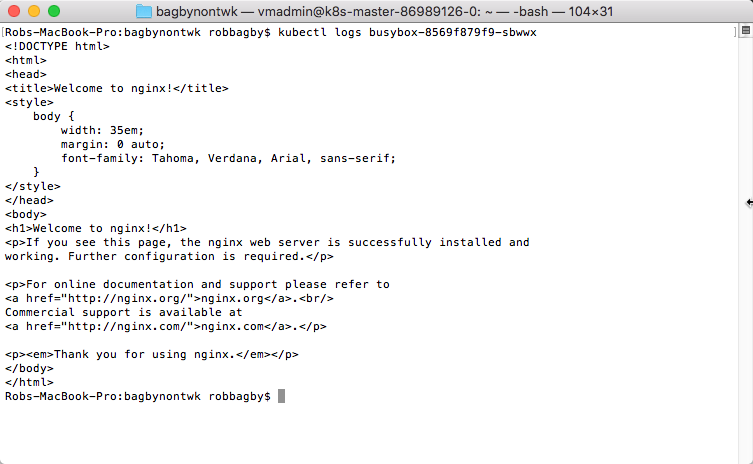 bagbynontwk — vmadmin@k8s-master-86989126-0: ~ — -bash — 104×31
[Robs-MacBook-Pro:bagbynontwk robbagby$ kubectl logs busybox-8569f879f9-sbwwx ]
<!DOCTYPE html>
<html>
<head>
<title>Welcome to nginx!</title>
<style>
    body {
        width: 35em;
        margin: 0 auto;
        font-family: Tahoma, Verdana, Arial, sans-serif;
    }
</style>
</head>
<body>
<h1>Welcome to nginx!</h1>
<p>If you see this page, the nginx web server is successfully installed and
working. Further configuration is required.</p>

<p>For online documentation and support please refer to
<a href="http://nginx.org/">nginx.org</a>.<br/>
Commercial support is available at
<a href="http://nginx.com/">nginx.com</a>.</p>

<p><em>Thank you for using nginx.</em></p>
</body>
</html>
Robs-MacBook-Pro:bagbynontwk robbagby$